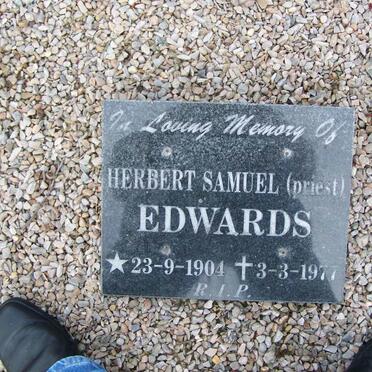 In Loving Memory Of
HERBERT SAMUEL (priest)
EDWARDS
★ 23-9-1904 ✝ 3-3-1977
R.I.P.